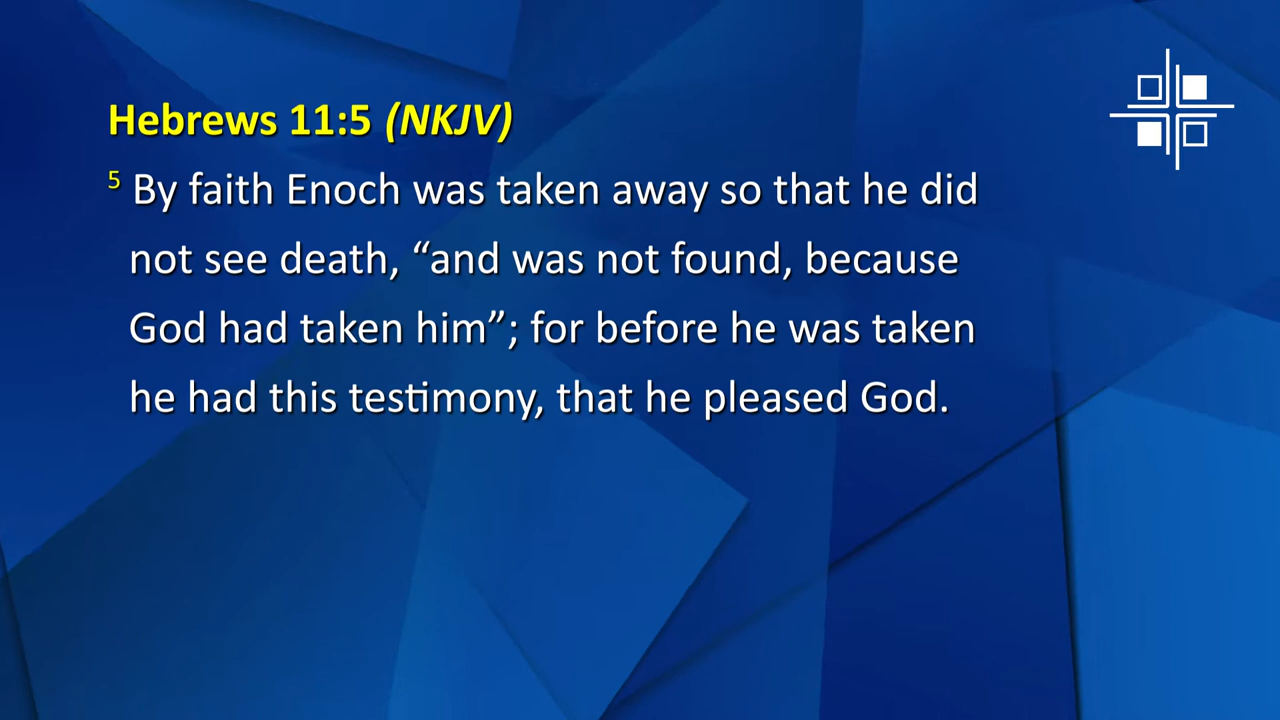 Hebrews 11:5 (NKJV)
5 By faith Enoch was taken away so that he did
not see death, “and was not found, because
God had taken him”; for before he was taken
he had this testimony, that he pleased God.